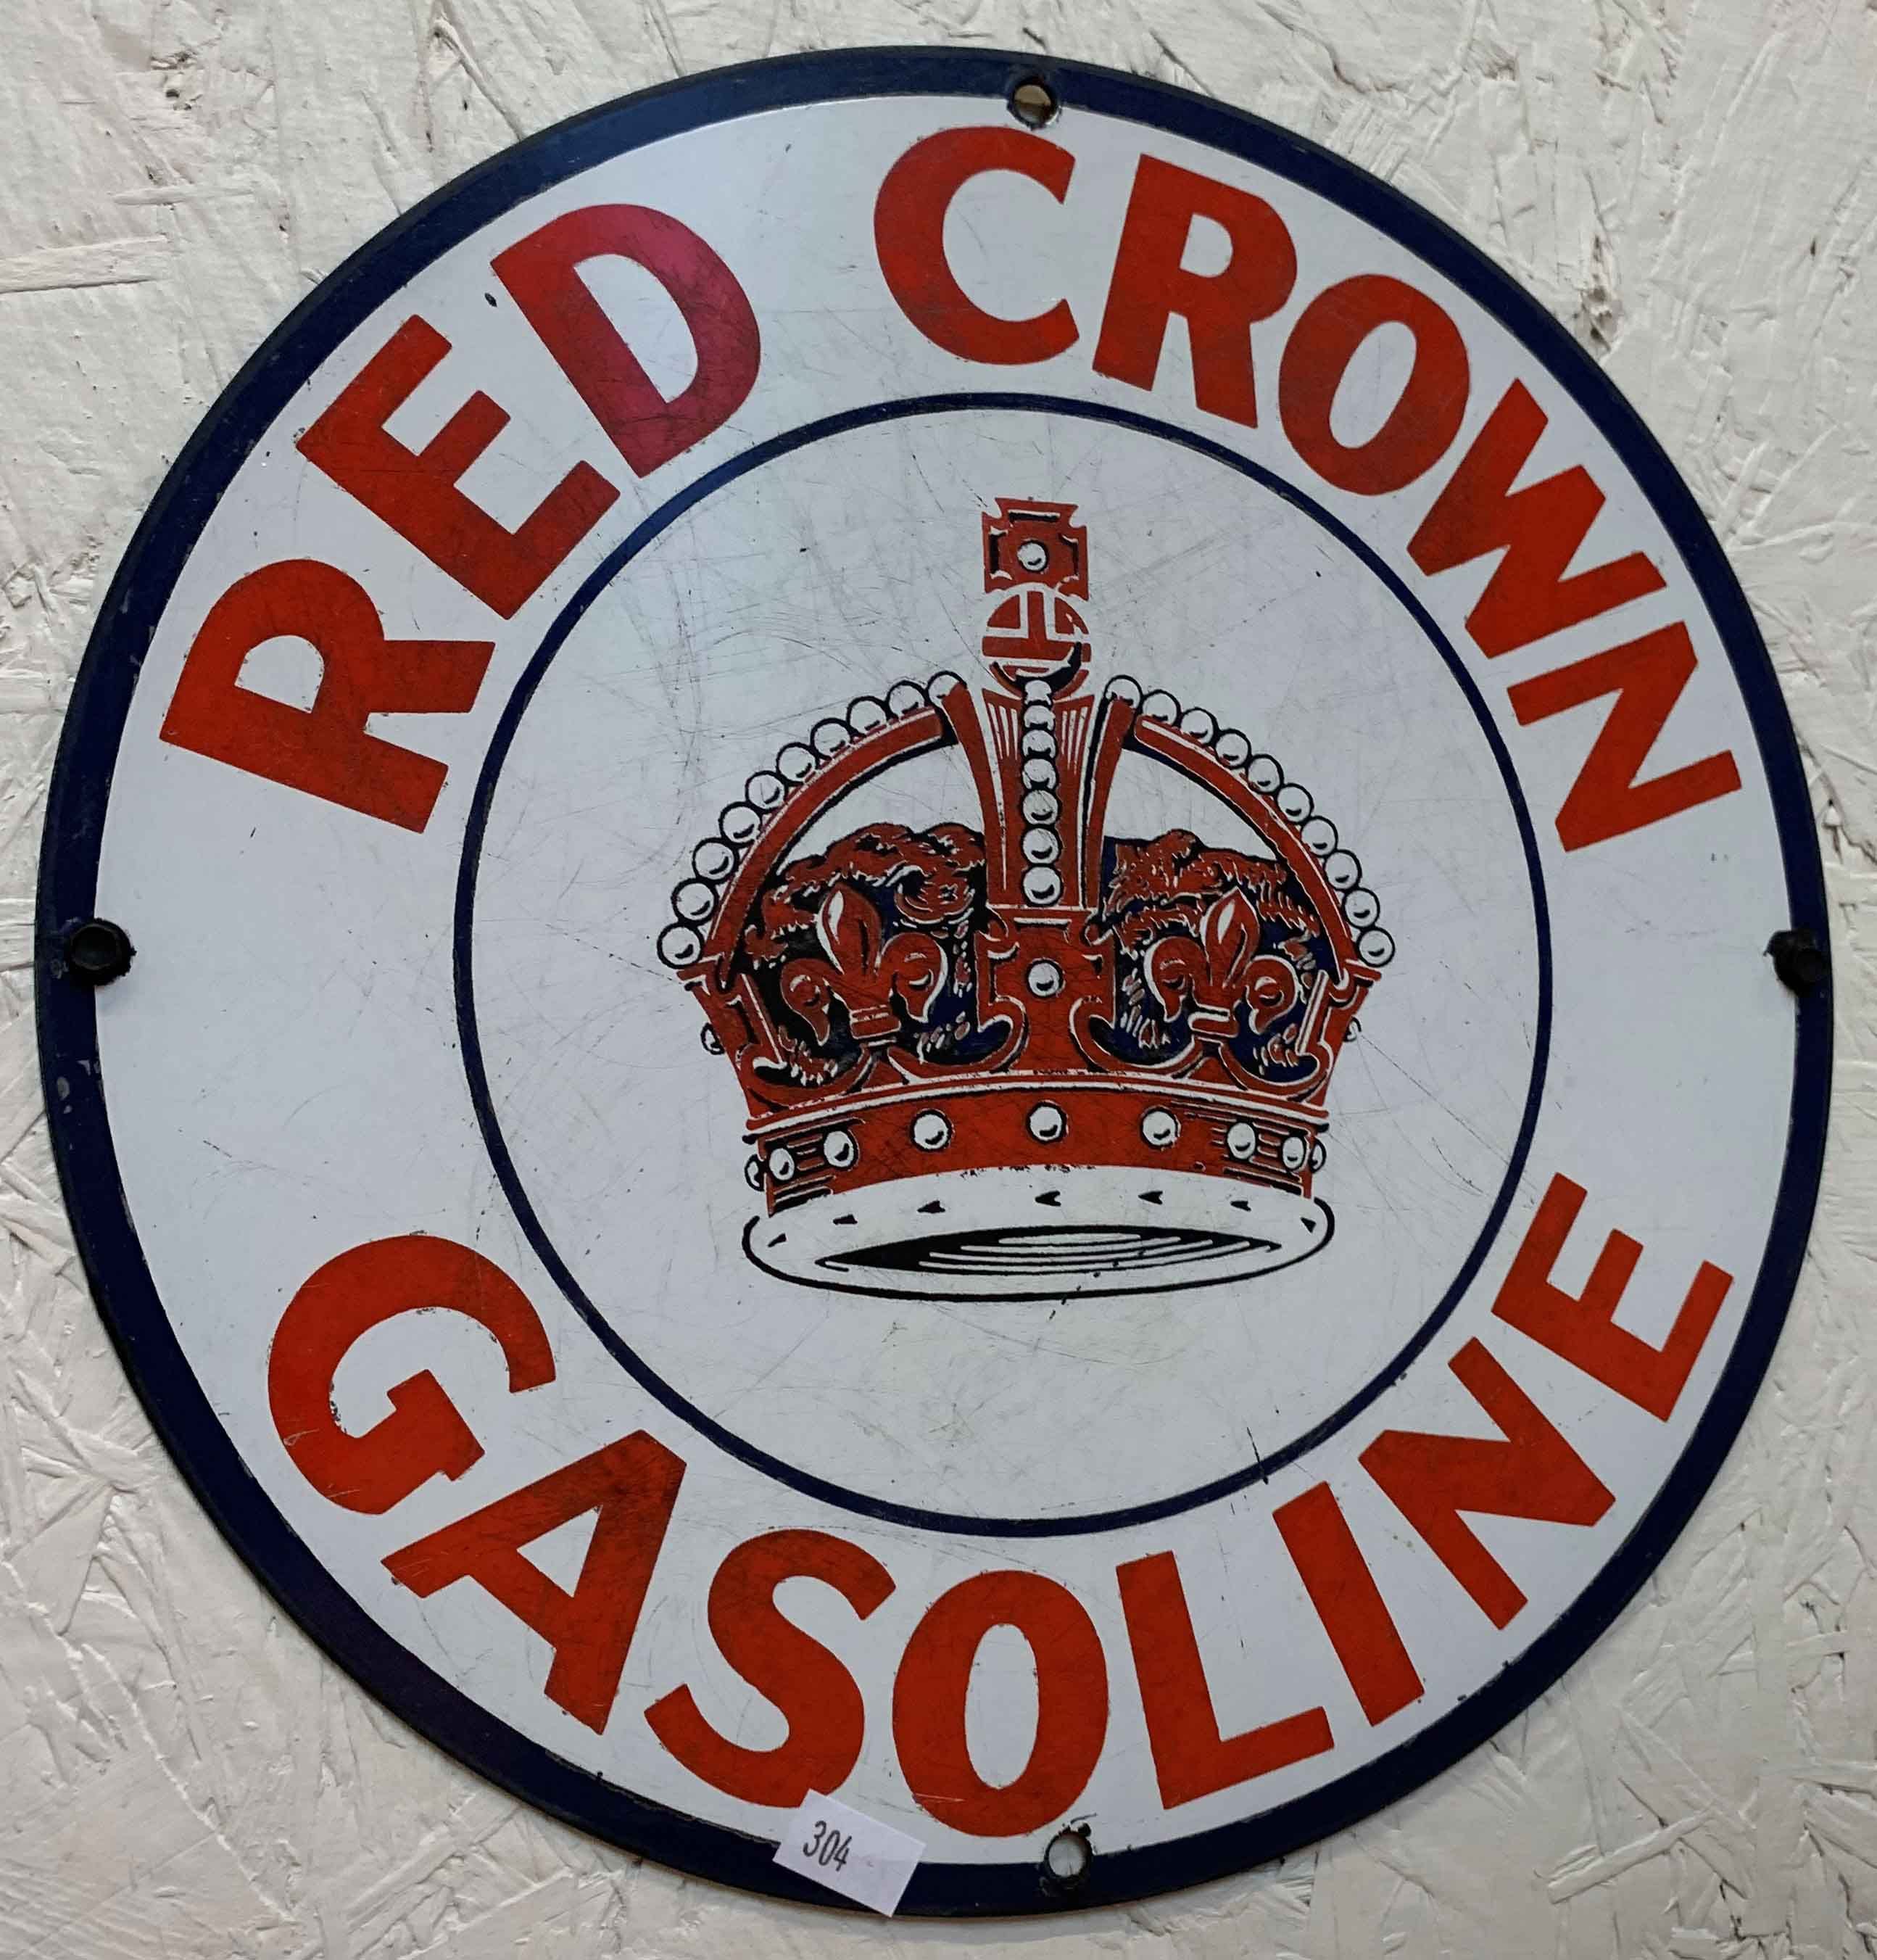 RED CROWN
GASOLINE
304